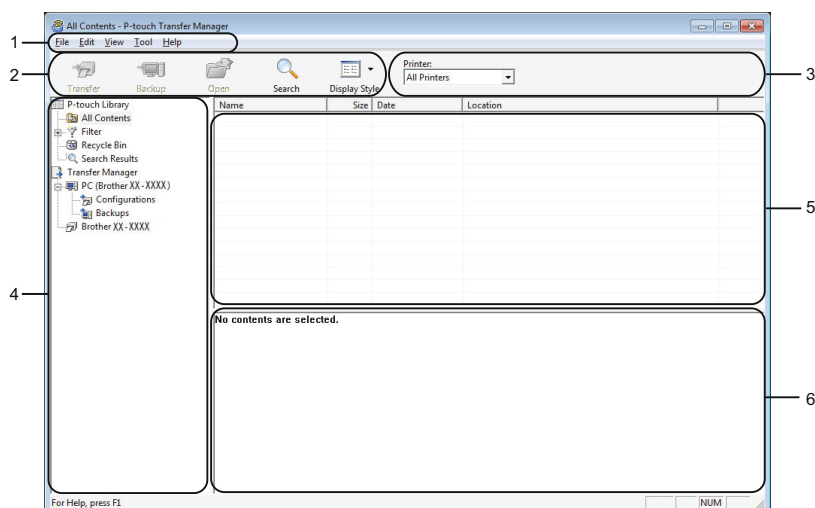 All Contents - P-touch Transfer Manager
1
File Edit View Tool Help
2
Transfer Backup Open Search Display Style
Printer:
All Printers
3
P-touch Library
All Contents
Filter
Recycle Bin
Search Results
Transfer Manager
PC (Brother XX-XXXX)
Configurations
Backups
Brother XX-XXXX
4
Name Size Date Location
5
No contents are selected.
6
For Help, press F1
NUM